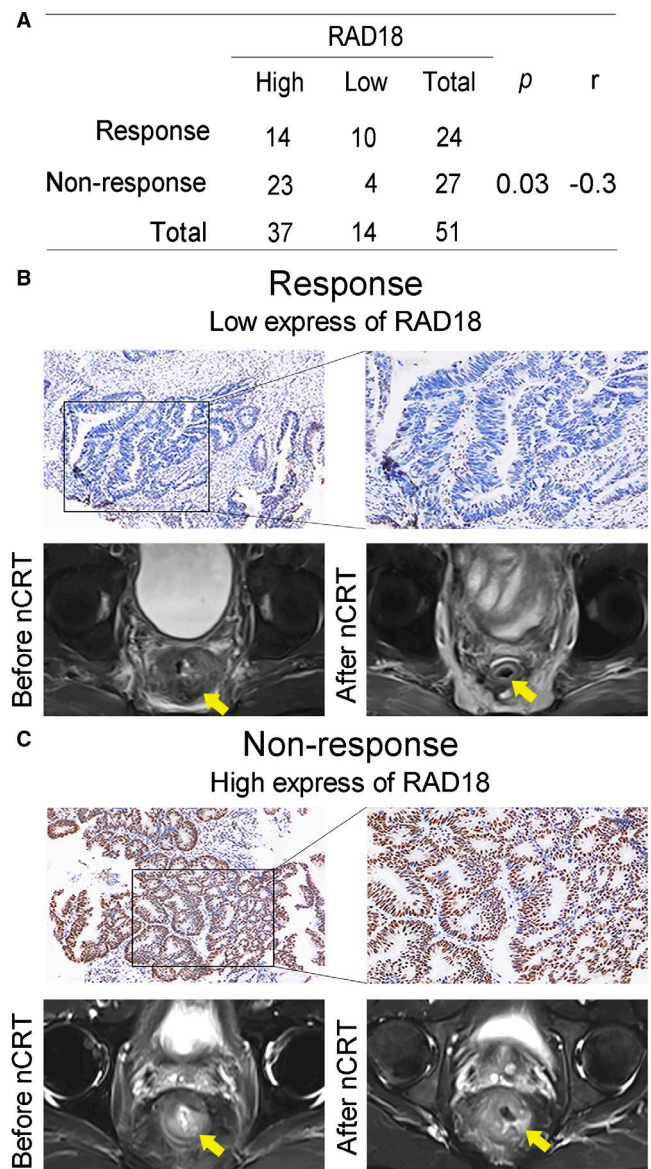 A
RAD18
High Low Total p r
Response 14 10 24
Non-response 23 4 27 0.03 -0.3
Total 37 14 51
B
Response
Low express of RAD18
Before nCRT
After nCRT
C
Non-response
High express of RAD18
Before nCRT
After nCRT